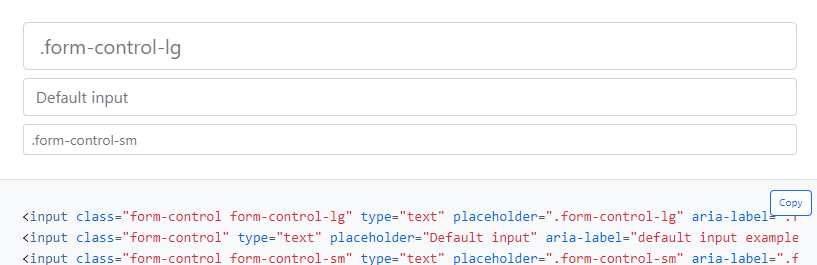 .form-control-lg
Default input
.form-control-sm
Copy
<input class="form-control form-control-lg" type="text" placeholder=".form-control-lg" aria-label=
<input class="form-control" type="text" placeholder="Default input" aria-label="default input example
<input class="form-control form-control-sm" type="text" placeholder=".form-control-sm" aria-label=".f